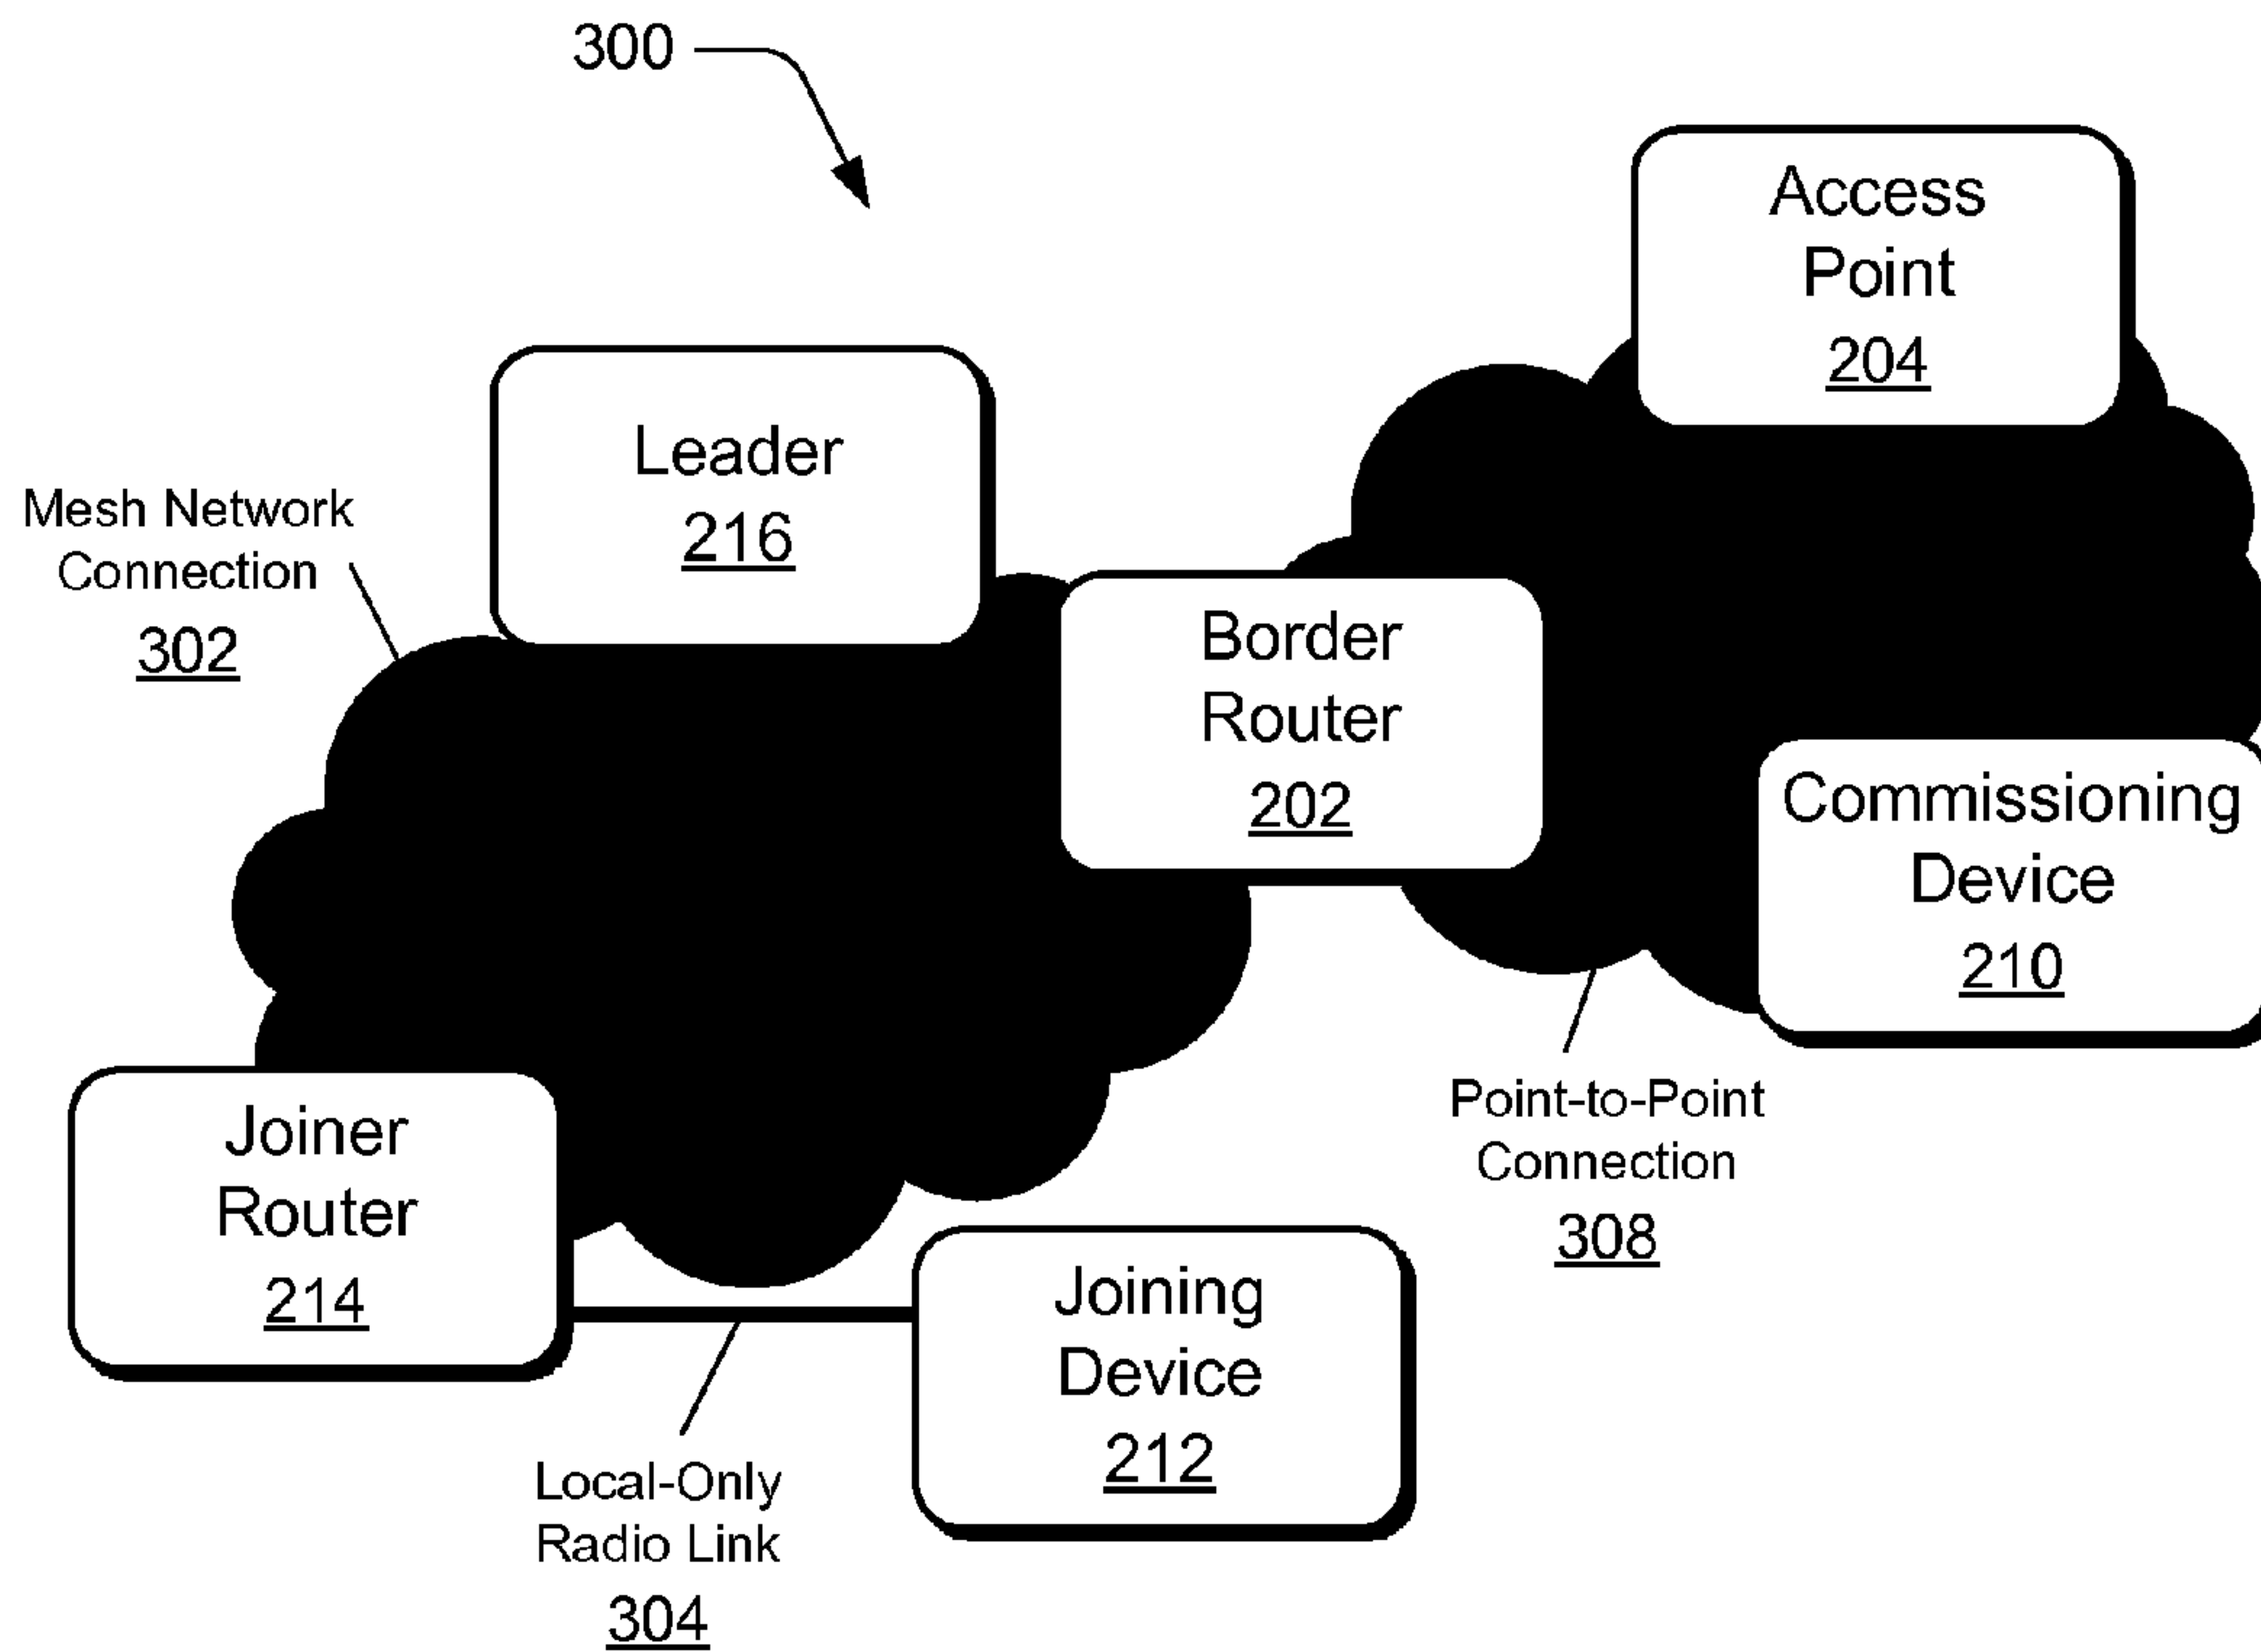 300
Access
Point
204
Leader
216
Mesh Network
Connection
302
Border
Router
202
Commissioning
Device
210
Joiner
Router
214
Point-to-Point
Connection
308
Joining
Device
212
Local-Only
Radio Link
304